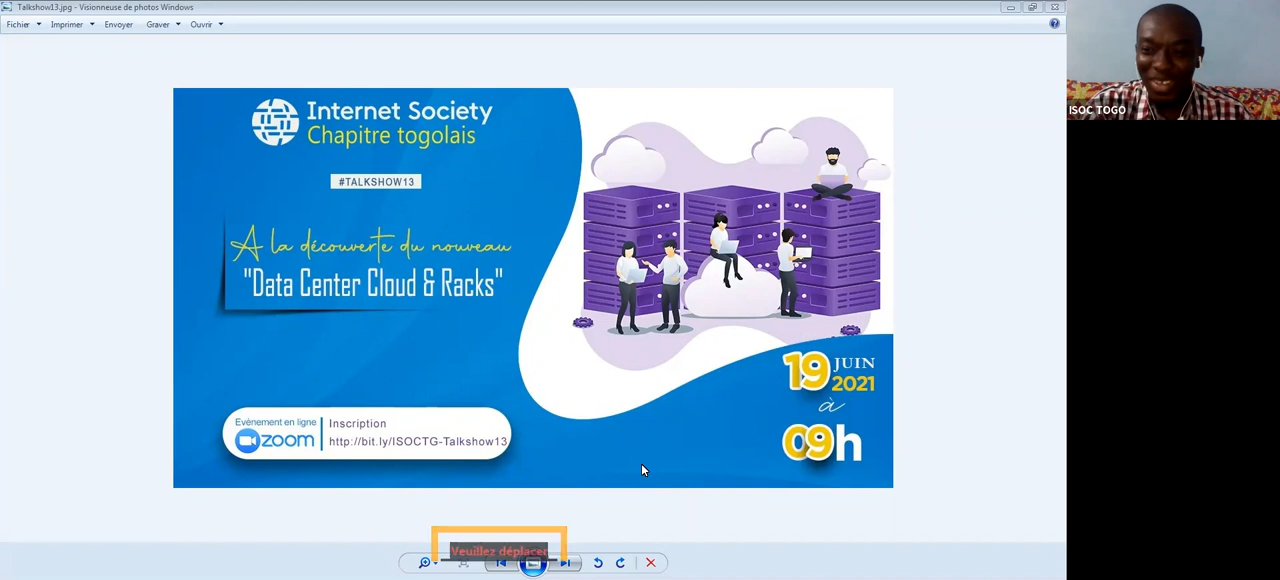 Talkshow13.jpg - Visionneuse de photos Windows
Fichier Imprimer Envoyer Graver Ouvrir
ISOC TOGO
Internet Society
Chapitre togolais
#TALKSHOW13
A la découverte du nouveau
"Data Center Cloud & Racks"
19 JUIN
2021
à
09h
Evénement en ligne
zoom
Inscription
http://bit.ly/ISOCTG-Talkshow13
Veuillez déplacer